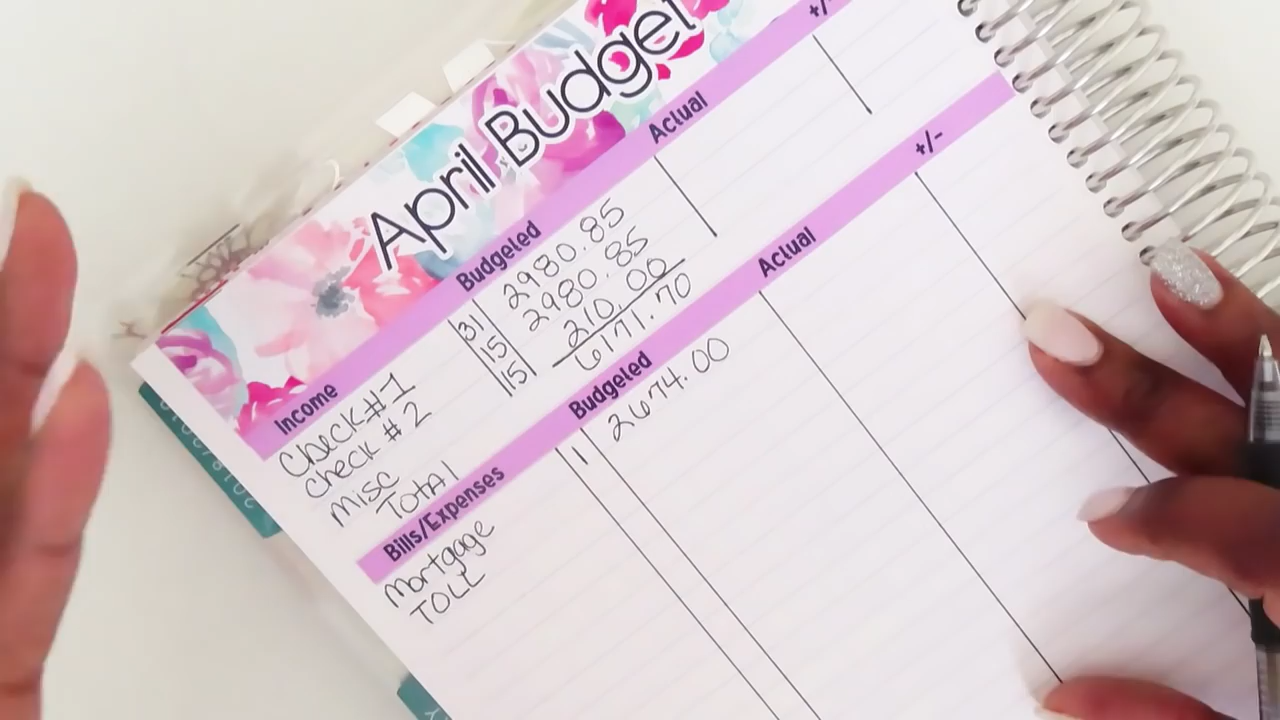 April Budget
Income Budgeted Actual +/-
Check #1 31 2980.85
check #2 15 2980.85
misc 15 210.00
Total 6171.70
Bills/Expenses Budgeted Actual +/-
Mortgage 1 2674.00
TOLL